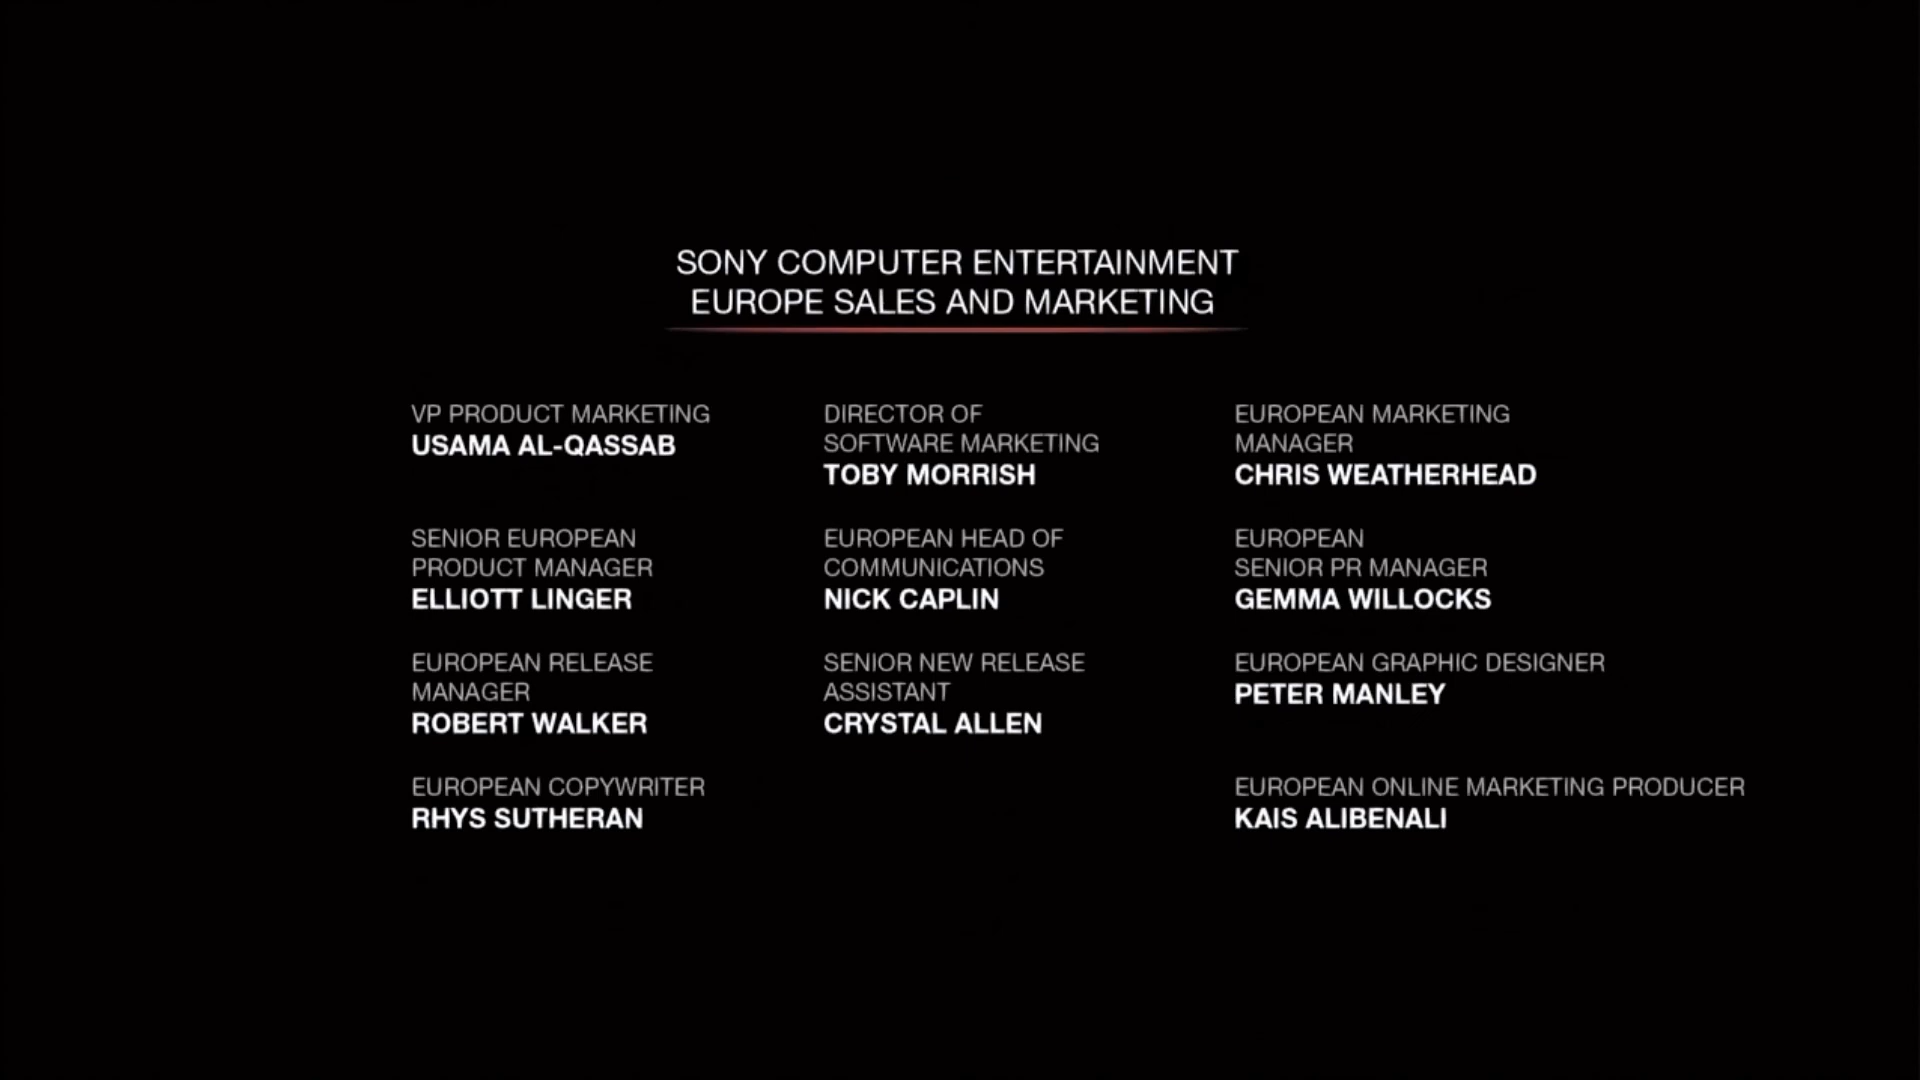 SONY COMPUTER ENTERTAINMENT
EUROPE SALES AND MARKETING
VP PRODUCT MARKETING
USAMA AL-QASSAB
DIRECTOR OF
SOFTWARE MARKETING
TOBY MORRISH
EUROPEAN MARKETING
MANAGER
CHRIS WEATHERHEAD
SENIOR EUROPEAN
PRODUCT MANAGER
ELLIOTT LINGER
EUROPEAN HEAD OF
COMMUNICATIONS
NICK CAPLIN
EUROPEAN
SENIOR PR MANAGER
GEMMA WILLOCKS
EUROPEAN RELEASE
MANAGER
ROBERT WALKER
SENIOR NEW RELEASE
ASSISTANT
CRYSTAL ALLEN
EUROPEAN GRAPHIC DESIGNER
PETER MANLEY
EUROPEAN COPYWRITER
RHYS SUTHERAN
EUROPEAN ONLINE MARKETING PRODUCER
KAIS ALIBENALI